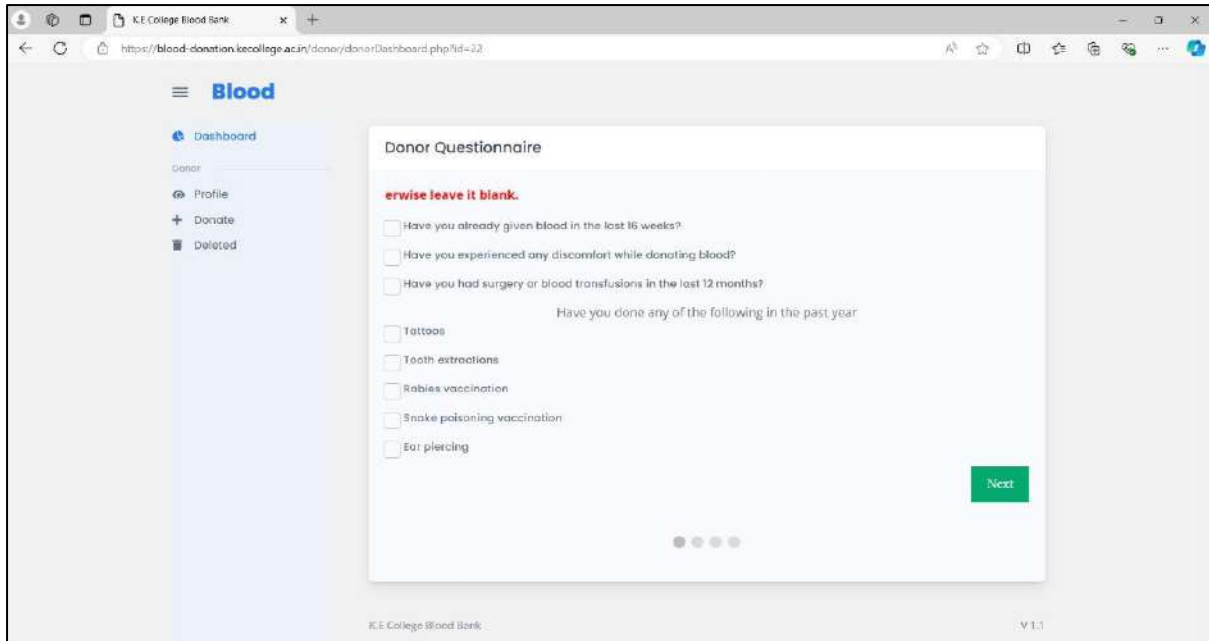 K.E College Blood Bank
https://blood-donation.kecollege.ac.in/donor/donorDashboard.php?id=22
Blood
Dashboard
Donor
Profile
Donate
Deleted
Donor Questionnaire
erwise leave it blank.
Have you already given blood in the last 16 weeks?
Have you experienced any discomfort while donating blood?
Have you had surgery or blood transfusions in the last 12 months?
Have you done any of the following in the past year
Tattoos
Tooth extractions
Rabies vaccination
Snake poisoning vaccination
Ear piercing
Next
K.E College Blood Bank
V 1.1